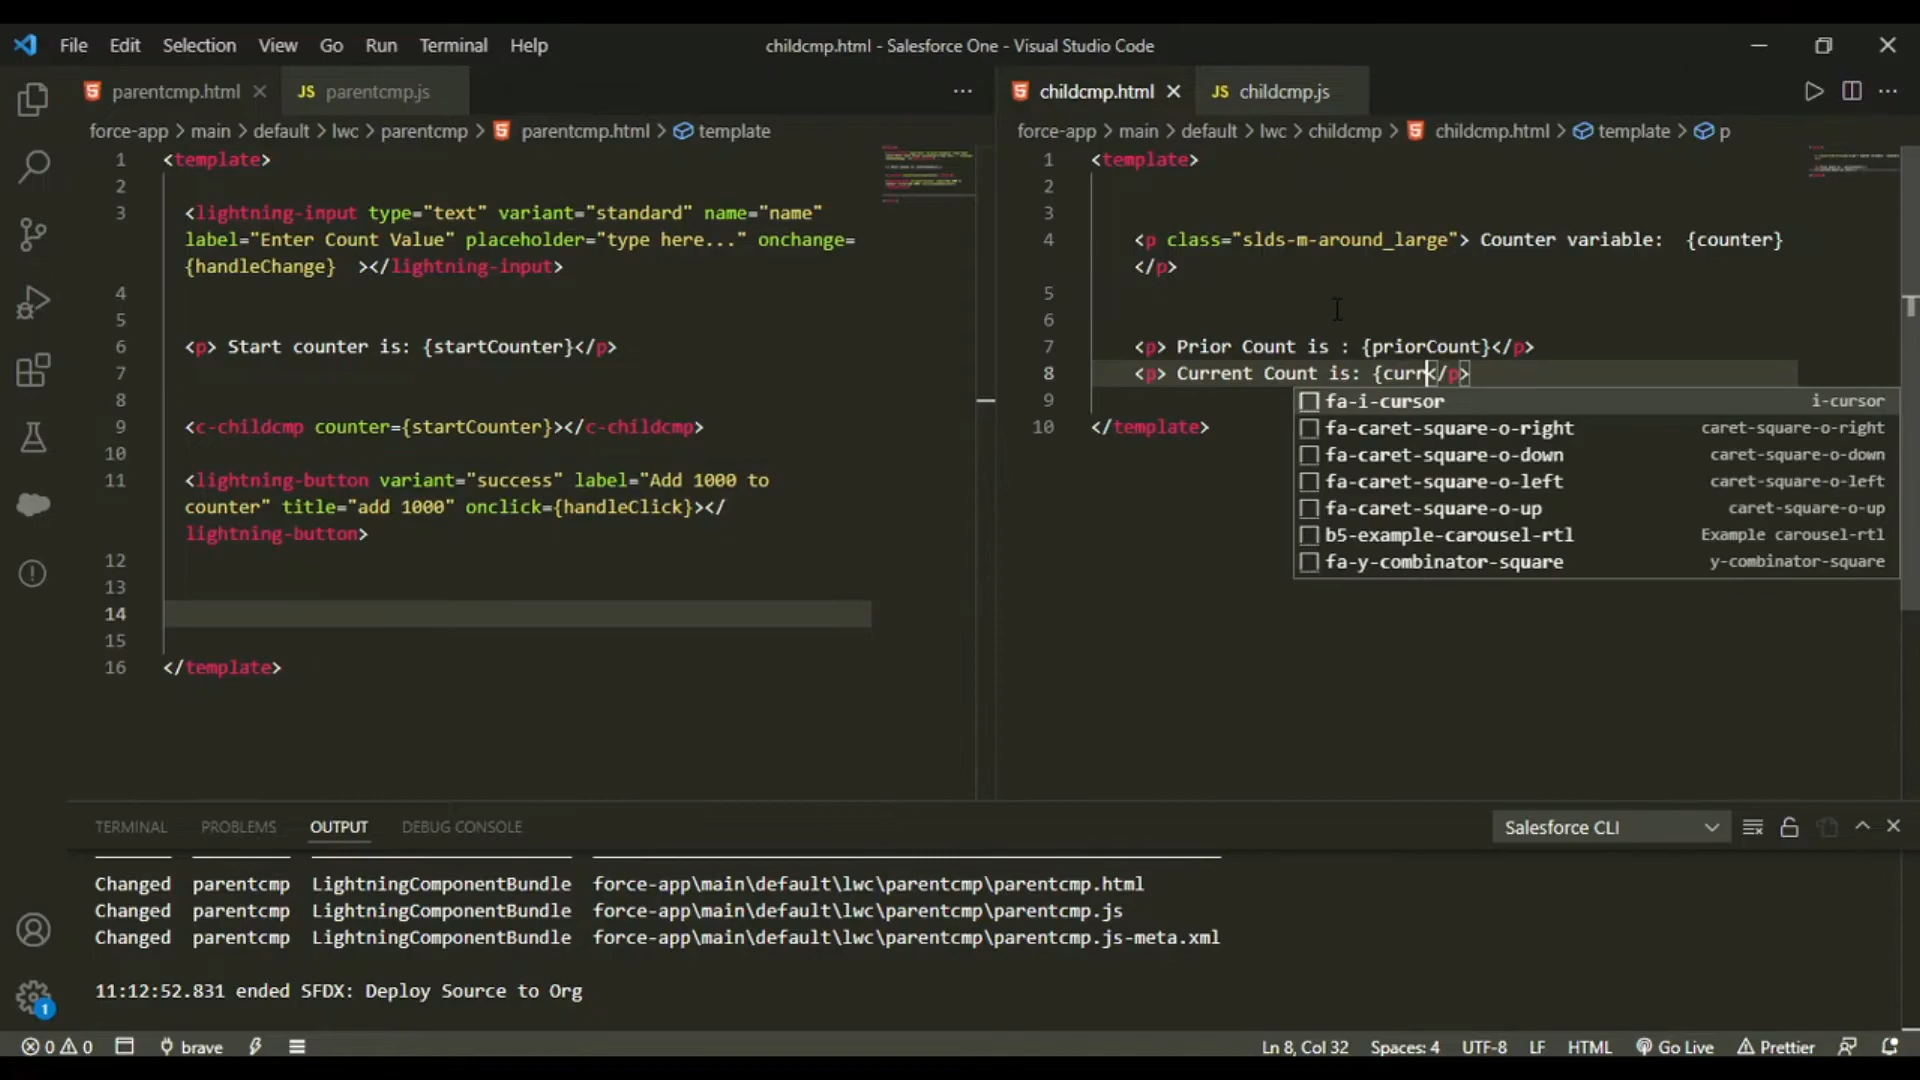 File Edit Selection View Go Run Terminal Help
childcmp.html - Salesforce One - Visual Studio Code
parentcmp.html
JS parentcmp.js
force-app > main > default > lwc > parentcmp > parentcmp.html > template
1 <template>
2
3 <lightning-input type="text" variant="standard" name="name"
label="Enter Count Value" placeholder="type here..." onchange=
{handleChange} ></lightning-input>
4
5
6 <p> Start counter is: {startCounter}</p>
7
8
9 <c-childcmp counter={startCounter}></c-childcmp>
10
11 <lightning-button variant="success" label="Add 1000 to
counter" title="add 1000" onclick={handleClick}></
lightning-button>
12
13
14
15
16 </template>
childcmp.html
JS childcmp.js
force-app > main > default > lwc > childcmp > childcmp.html > template > p
1 <template>
2
3
4 <p class="slds-m-around_large"> Counter variable: {counter}
</p>
5
6
7 <p> Prior Count is : {priorCount}</p>
8 <p> Current Count is: {curr</p>
9
10 </template>
fa-i-cursor i-cursor
fa-caret-square-o-right caret-square-o-right
fa-caret-square-o-down caret-square-o-down
fa-caret-square-o-left caret-square-o-left
fa-caret-square-o-up caret-square-o-up
b5-example-carousel-rtl Example carousel-rtl
fa-y-combinator-square y-combinator-square
TERMINAL PROBLEMS OUTPUT DEBUG CONSOLE
Salesforce CLI
Changed parentcmp LightningComponentBundle force-app\main\default\lwc\parentcmp\parentcmp.html
Changed parentcmp LightningComponentBundle force-app\main\default\lwc\parentcmp\parentcmp.js
Changed parentcmp LightningComponentBundle force-app\main\default\lwc\parentcmp\parentcmp.js-meta.xml
11:12:52.831 ended SFDX: Deploy Source to Org
1
0 0 brave
Ln 8, Col 32 Spaces: 4 UTF-8 LF HTML Go Live Prettier